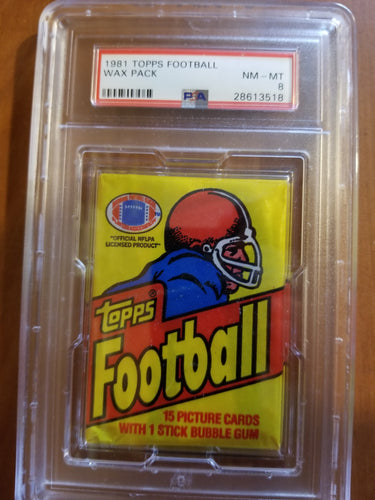 1981 TOPPS FOOTBALL
WAX PACK
NM-MT
8
PSA
28613518
"OFFICIAL NFLPA
LICENSED PRODUCT"
topps®
Football
15 PICTURE CARDS
WITH 1 STICK BUBBLE GUM